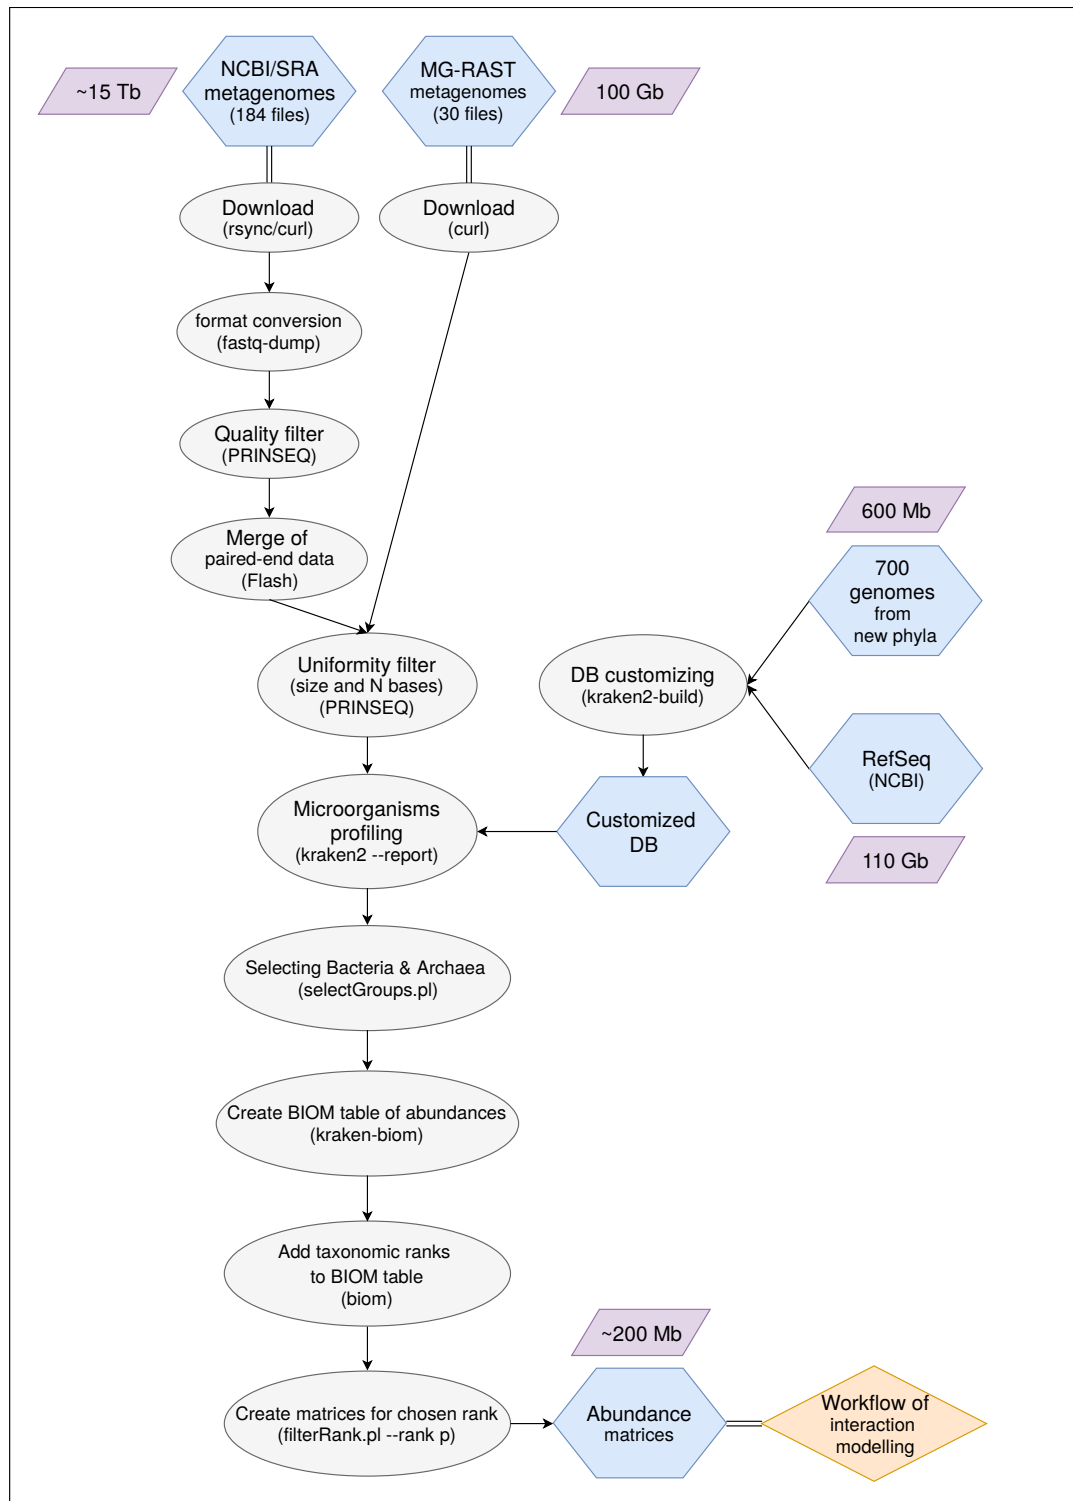 ~15 Tb
NCBI/SRA
metagenomes
(184 files)
MG-RAST
metagenomes
(30 files)
100 Gb
Download
(rsync/curl)
Download
(curl)
format conversion
(fastq-dump)
Quality filter
(PRINSEQ)
Merge of
paired-end data
(Flash)
600 Mb
700
genomes
from
new phyla
Uniformity filter
(size and N bases)
(PRINSEQ)
DB customizing
(kraken2-build)
RefSeq
(NCBI)
110 Gb
Microorganisms
profiling
(kraken2 --report)
Customized
DB
Selecting Bacteria & Archaea
(selectGroups.pl)
Create BIOM table of abundances
(kraken-biom)
Add taxonomic ranks
to BIOM table
(biom)
~200 Mb
Create matrices for chosen rank
(filterRank.pl --rank p)
Abundance
matrices
Workflow of
interaction
modelling